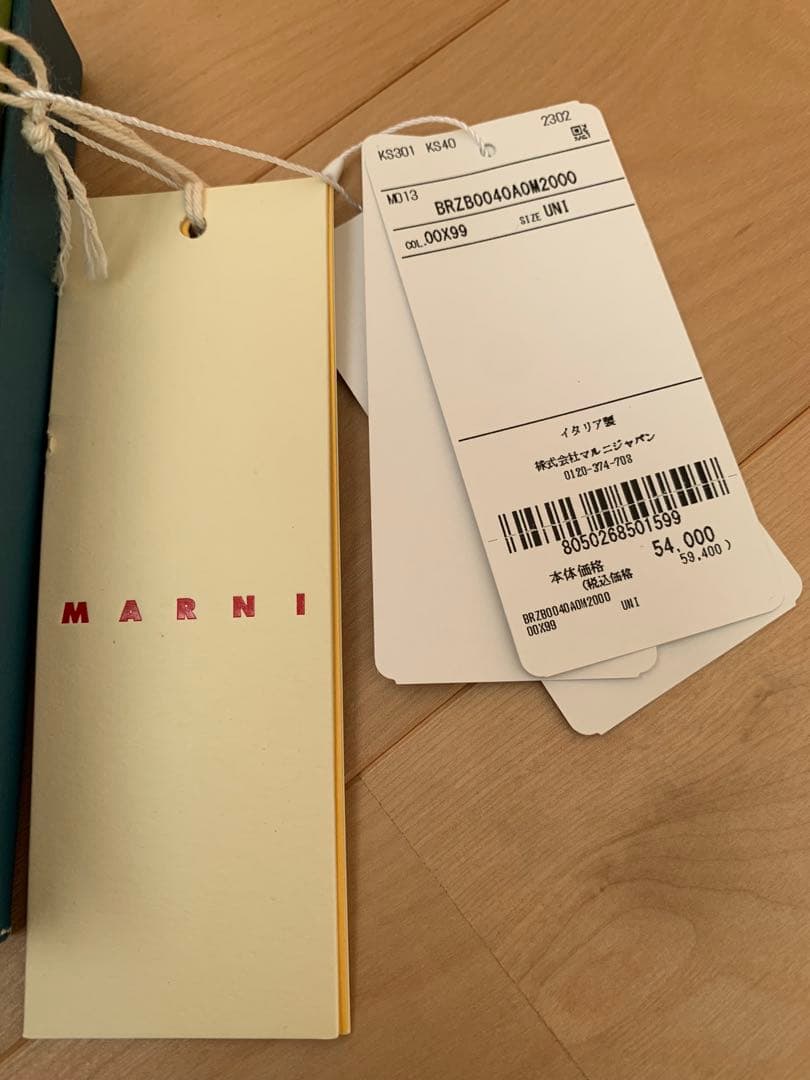 MARNI
KS301 KS40 2302
M013 BRZB0040A0M2000
COL.00X99 SIZE UNI
イタリア製
株式会社マルニジャパン
0120-374-708
8050268501599
本体価格 54,000
(税込価格 59,400)
BRZB0040A0M2000 UNI
00X99